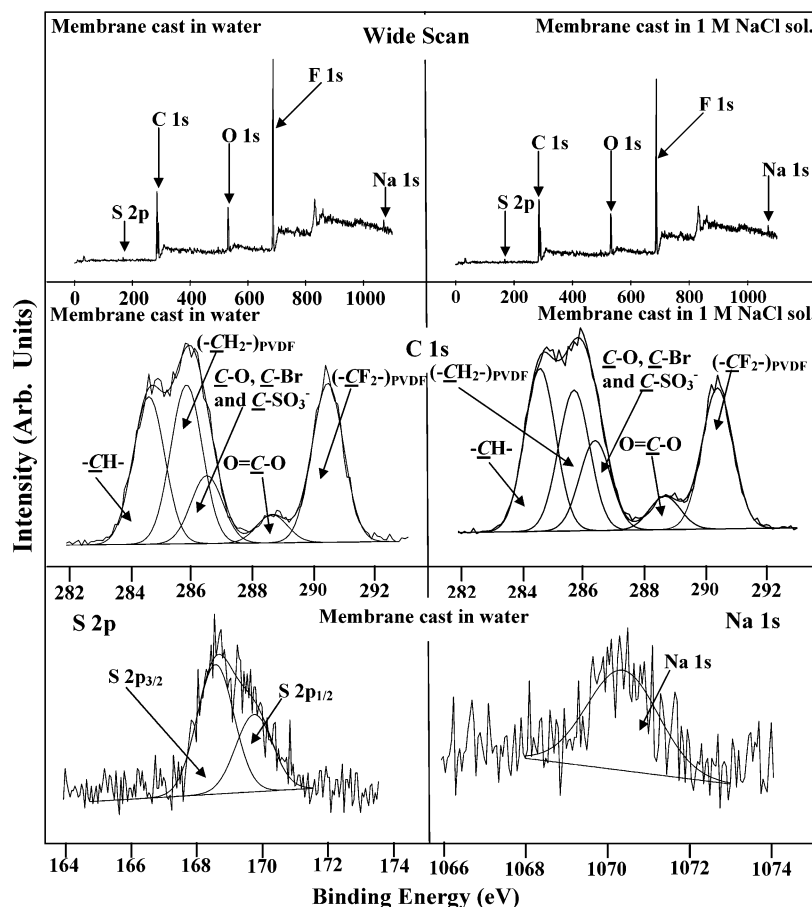 Membrane cast in water
Wide Scan
Membrane cast in 1 M NaCl sol.
F 1s
C 1s
O 1s
S 2p
Na 1s
F 1s
C 1s
O 1s
S 2p
Na 1s
0 200 400 600 800 1000
0 200 400 600 800 1000
Membrane cast in water
Membrane cast in 1 M NaCl sol.
C 1s
(-CH2-)PVDF
C-O, C-Br
and C-SO3-
(-CF2-)PVDF
-CH-
O=C-O
(-CH2-)PVDF
C-O, C-Br
and C-SO3-
(-CF2-)PVDF
-CH-
O=C-O
282 284 286 288 290 292
282 284 286 288 290 292
Membrane cast in water
S 2p
S 2p3/2
S 2p1/2
Na 1s
Na 1s
164 166 168 170 172 174
1066 1068 1070 1072 1074
Intensity (Arb. Units)
Binding Energy (eV)